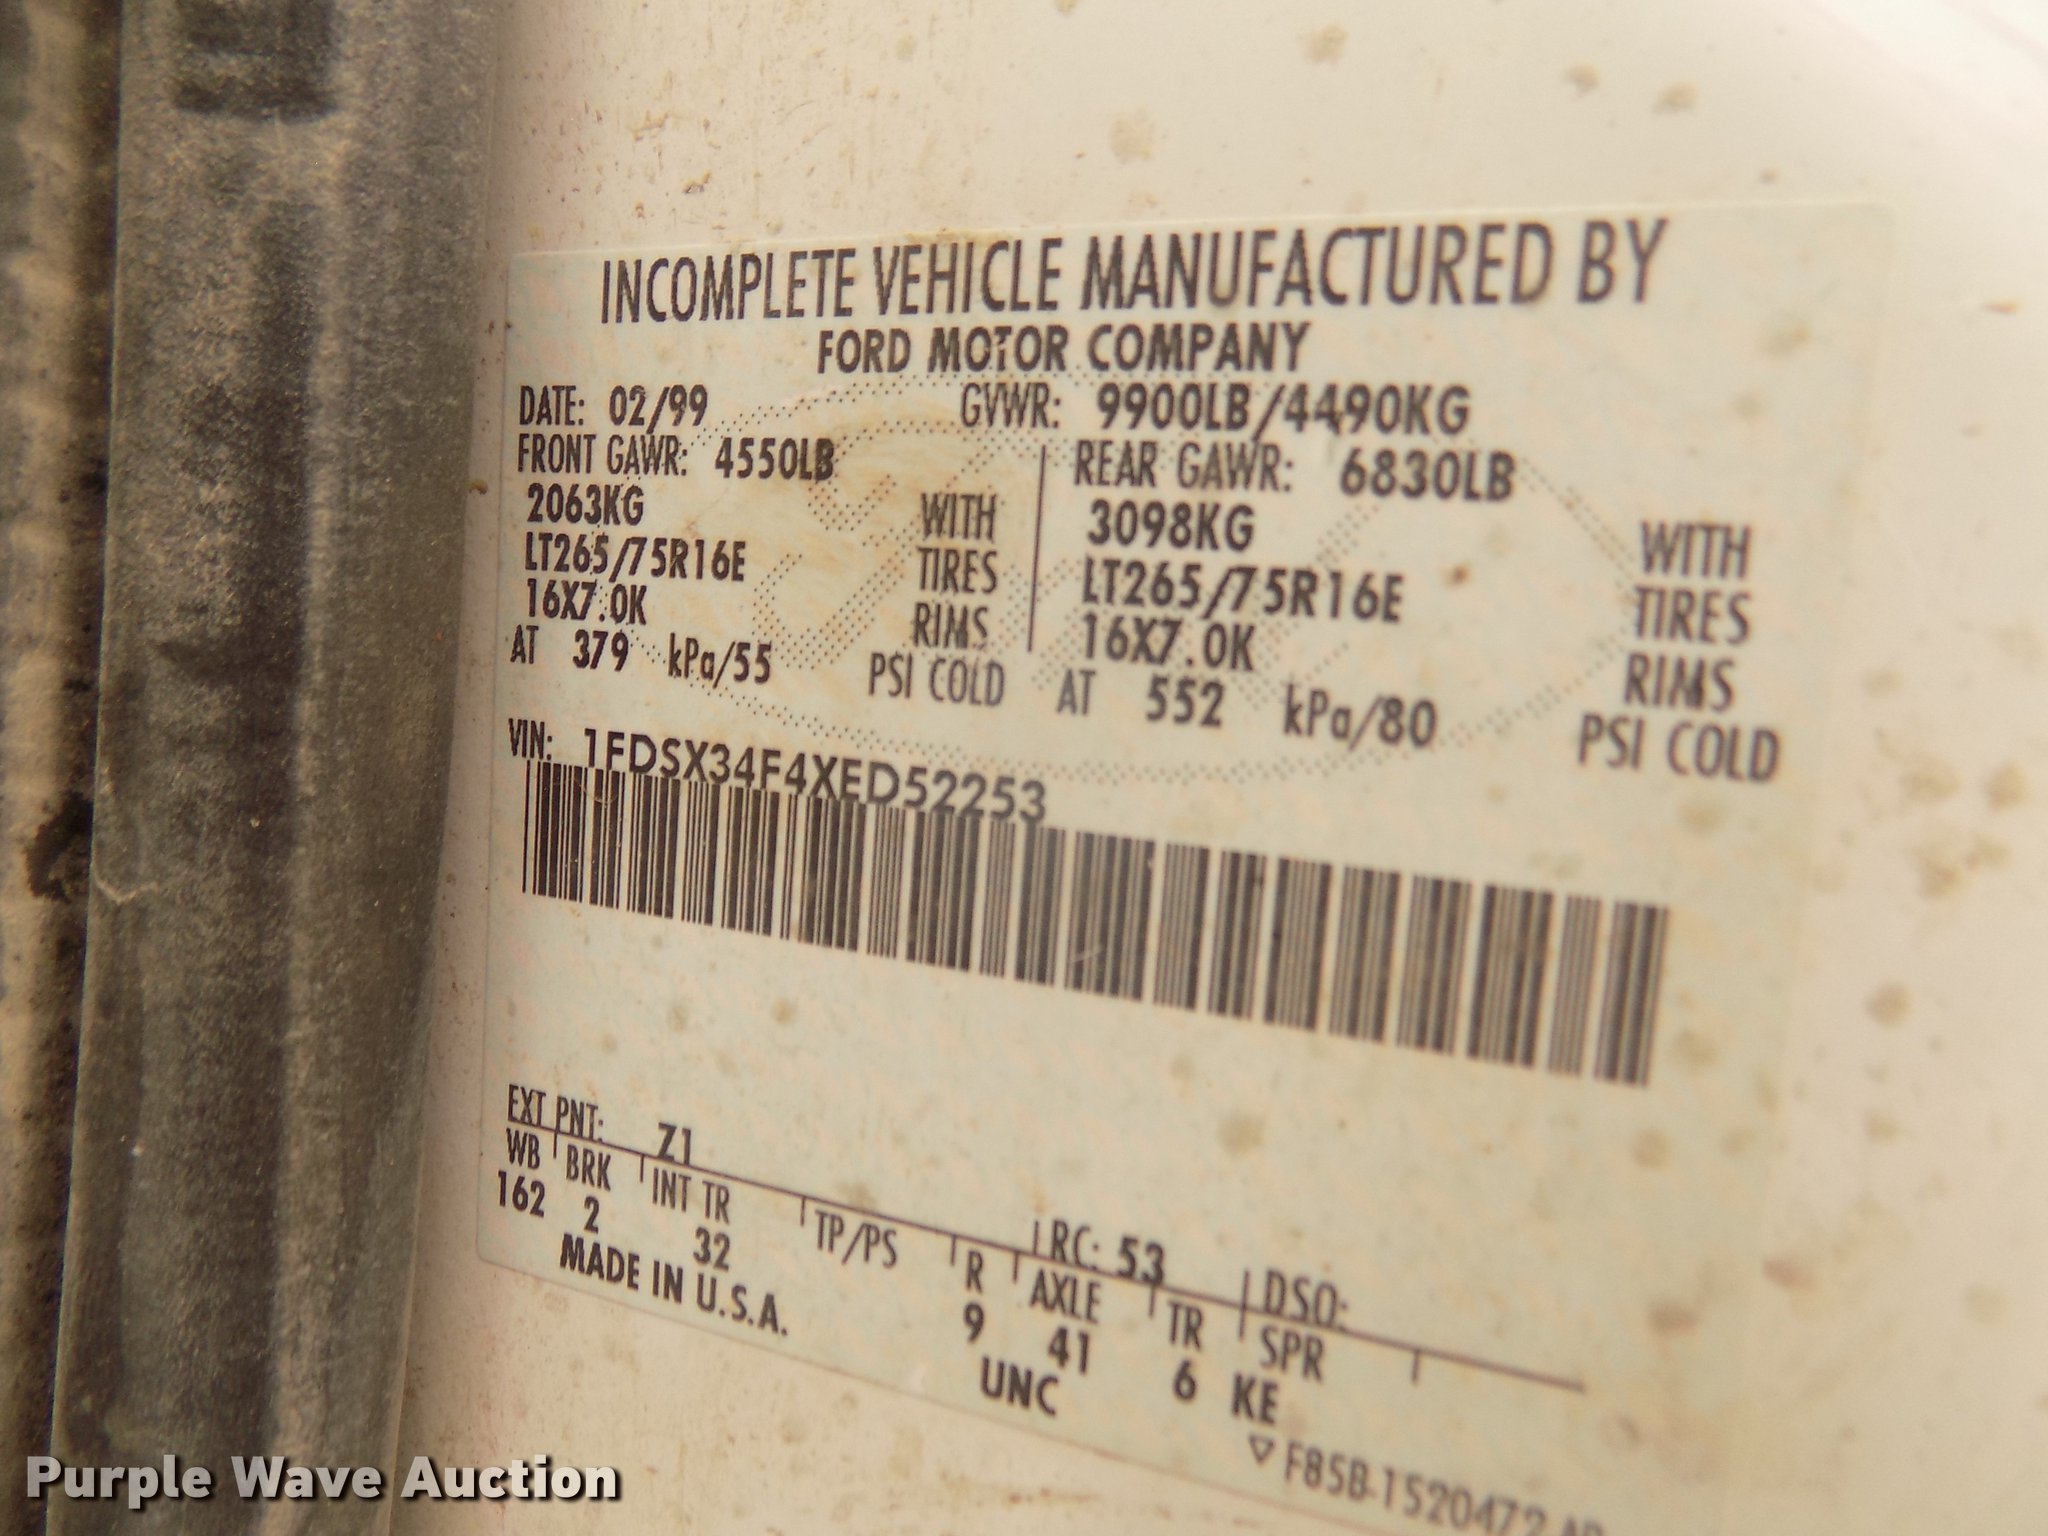 INCOMPLETE VEHICLE MANUFACTURED BY
FORD MOTOR COMPANY
DATE: 02/99 GVWR: 9900LB/4490KG
FRONT GAWR: 4550LB REAR GAWR: 6830LB
2063KG WITH 3098KG WITH
LT265/75R16E TIRES LT265/75R16E TIRES
16X7.0K RIMS 16X7.0K RIMS
AT 379 kPa/55 PSI COLD AT 552 kPa/80 PSI COLD
VIN: 1FDSX34F4XED52253
EXT PNT: Z1 RC: 53 DSO:
WB BRK INT TR TP/PS R AXLE TR SPR
162 2 32 9 41 6 KE
MADE IN U.S.A. UNC
F85B-1520472
Purple Wave Auction